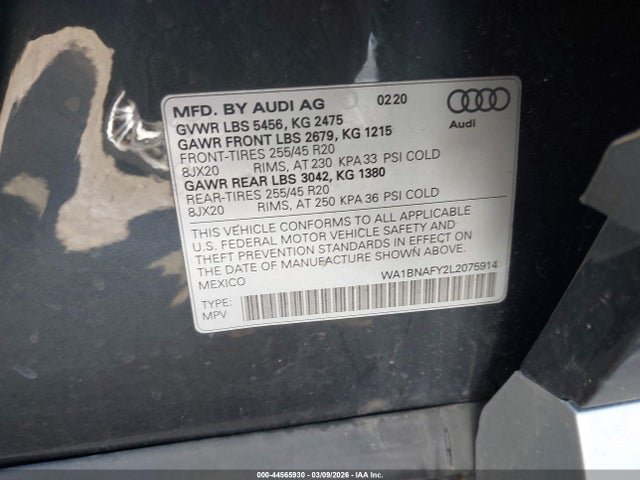 MFD. BY AUDI AG 02 20
GVWR LBS 5456, KG 2475
GAWR FRONT LBS 2679, KG 1215
FRONT-TIRES 255/45 R20
8JX20 RIMS, AT 230 KPA 33 PSI COLD
GAWR REAR LBS 3042, KG 1380
REAR-TIRES 255/45 R20
8JX20 RIMS, AT 250 KPA 36 PSI COLD
Audi
THIS VEHICLE CONFORMS TO ALL APPLICABLE
U.S. FEDERAL MOTOR VEHICLE SAFETY AND
THEFT PREVENTION STANDARDS IN EFFECT ON
THE DATE OF MANUFACTURE SHOWN ABOVE.
MEXICO
WA1BNAFY2L2075914
TYPE:
MPV
000-44565930 | 03/09/2026 | IAA Inc.